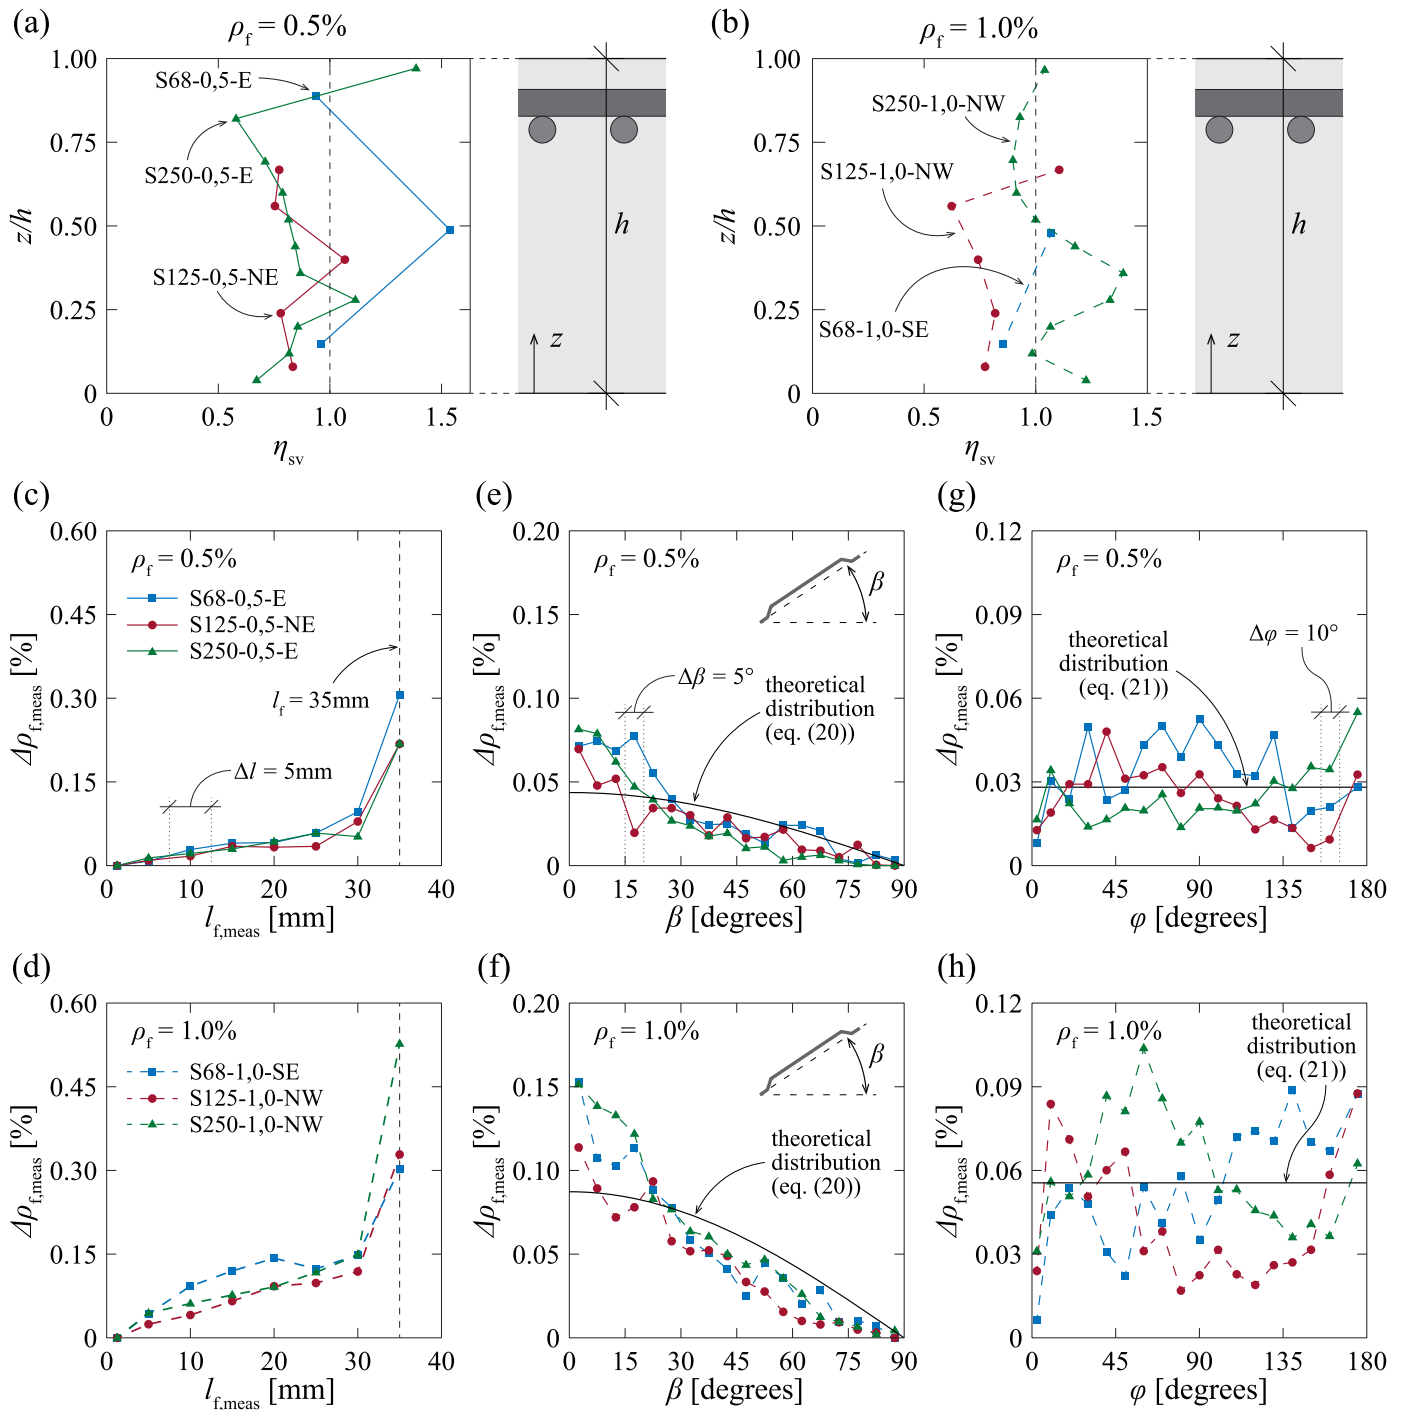 (a)
ρf = 0.5%
1.00
0.75
0.50
0.25
0
z/h
S68-0,5-E
S250-0,5-E
S125-0,5-NE
0
0.5
1.0
1.5
ηsv
h
z
(b)
ρf = 1.0%
1.00
0.75
0.50
0.25
0
z/h
S250-1,0-NW
S125-1,0-NW
S68-1,0-SE
0
0.5
1.0
1.5
ηsv
h
z
(c)
0.60
0.45
0.30
0.15
0
Δρf,meas [%]
ρf = 0.5%
S68-0,5-E
S125-0,5-NE
S250-0,5-E
lf = 35mm
Δl = 5mm
0
10
20
30
40
lf,meas [mm]
(e)
0.20
0.15
0.10
0.05
0
Δρf,meas [%]
ρf = 0.5%
β
Δβ = 5°
theoretical
distribution
(eq. (20))
0
15
30
45
60
75
90
β [degrees]
(g)
0.12
0.09
0.06
0.03
0
Δρf,meas [%]
ρf = 0.5%
theoretical
distribution
(eq. (21))
Δφ = 10°
0
45
90
135
180
φ [degrees]
(d)
0.60
0.45
0.30
0.15
0
Δρf,meas [%]
ρf = 1.0%
S68-1,0-SE
S125-1,0-NW
S250-1,0-NW
0
10
20
30
40
lf,meas [mm]
(f)
0.20
0.15
0.10
0.05
0
Δρf,meas [%]
ρf = 1.0%
β
theoretical
distribution
(eq. (20))
0
15
30
45
60
75
90
β [degrees]
(h)
0.12
0.09
0.06
0.03
0
Δρf,meas [%]
ρf = 1.0%
theoretical
distribution
(eq. (21))
0
45
90
135
180
φ [degrees]